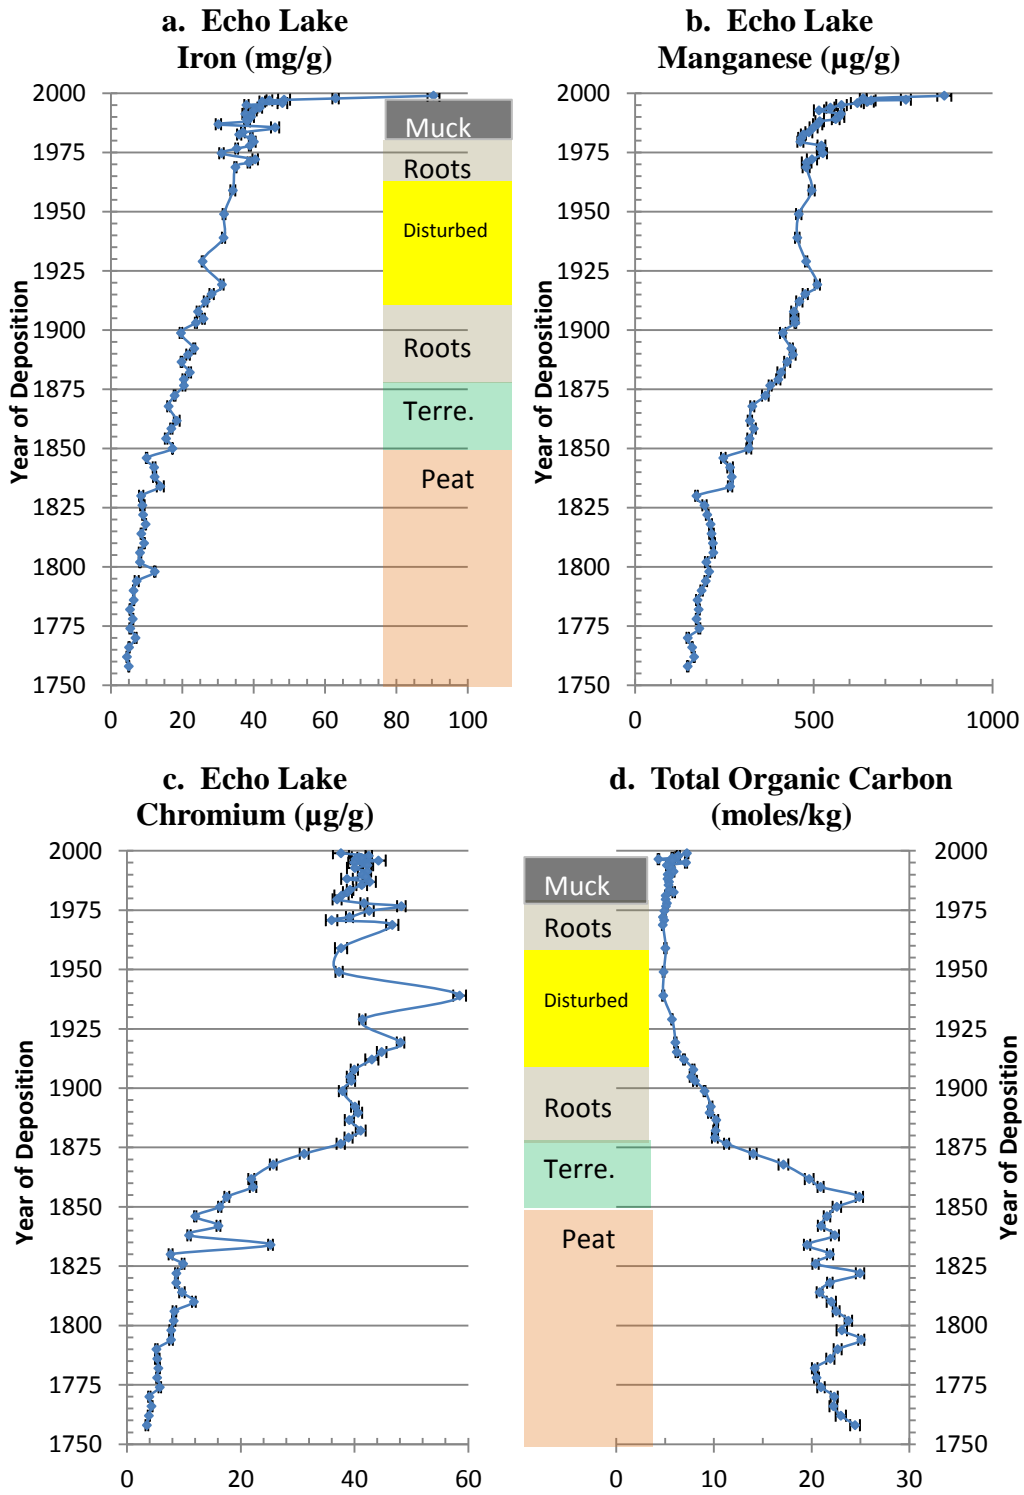 a. Echo Lake
Iron (mg/g)
Year of Deposition
2000
1975
1950
1925
1900
1875
1850
1825
1800
1775
1750
0
20
40
60
80
100
Muck
Roots
Disturbed
Roots
Terre.
Peat
b. Echo Lake
Manganese (µg/g)
Year of Deposition
2000
1975
1950
1925
1900
1875
1850
1825
1800
1775
1750
0
500
1000
c. Echo Lake
Chromium (µg/g)
Year of Deposition
2000
1975
1950
1925
1900
1875
1850
1825
1800
1775
1750
0
20
40
60
d. Total Organic Carbon
(moles/kg)
Muck
Roots
Disturbed
Roots
Terre.
Peat
0
10
20
30
2000
1975
1950
1925
1900
1875
1850
1825
1800
1775
1750
Year of Deposition